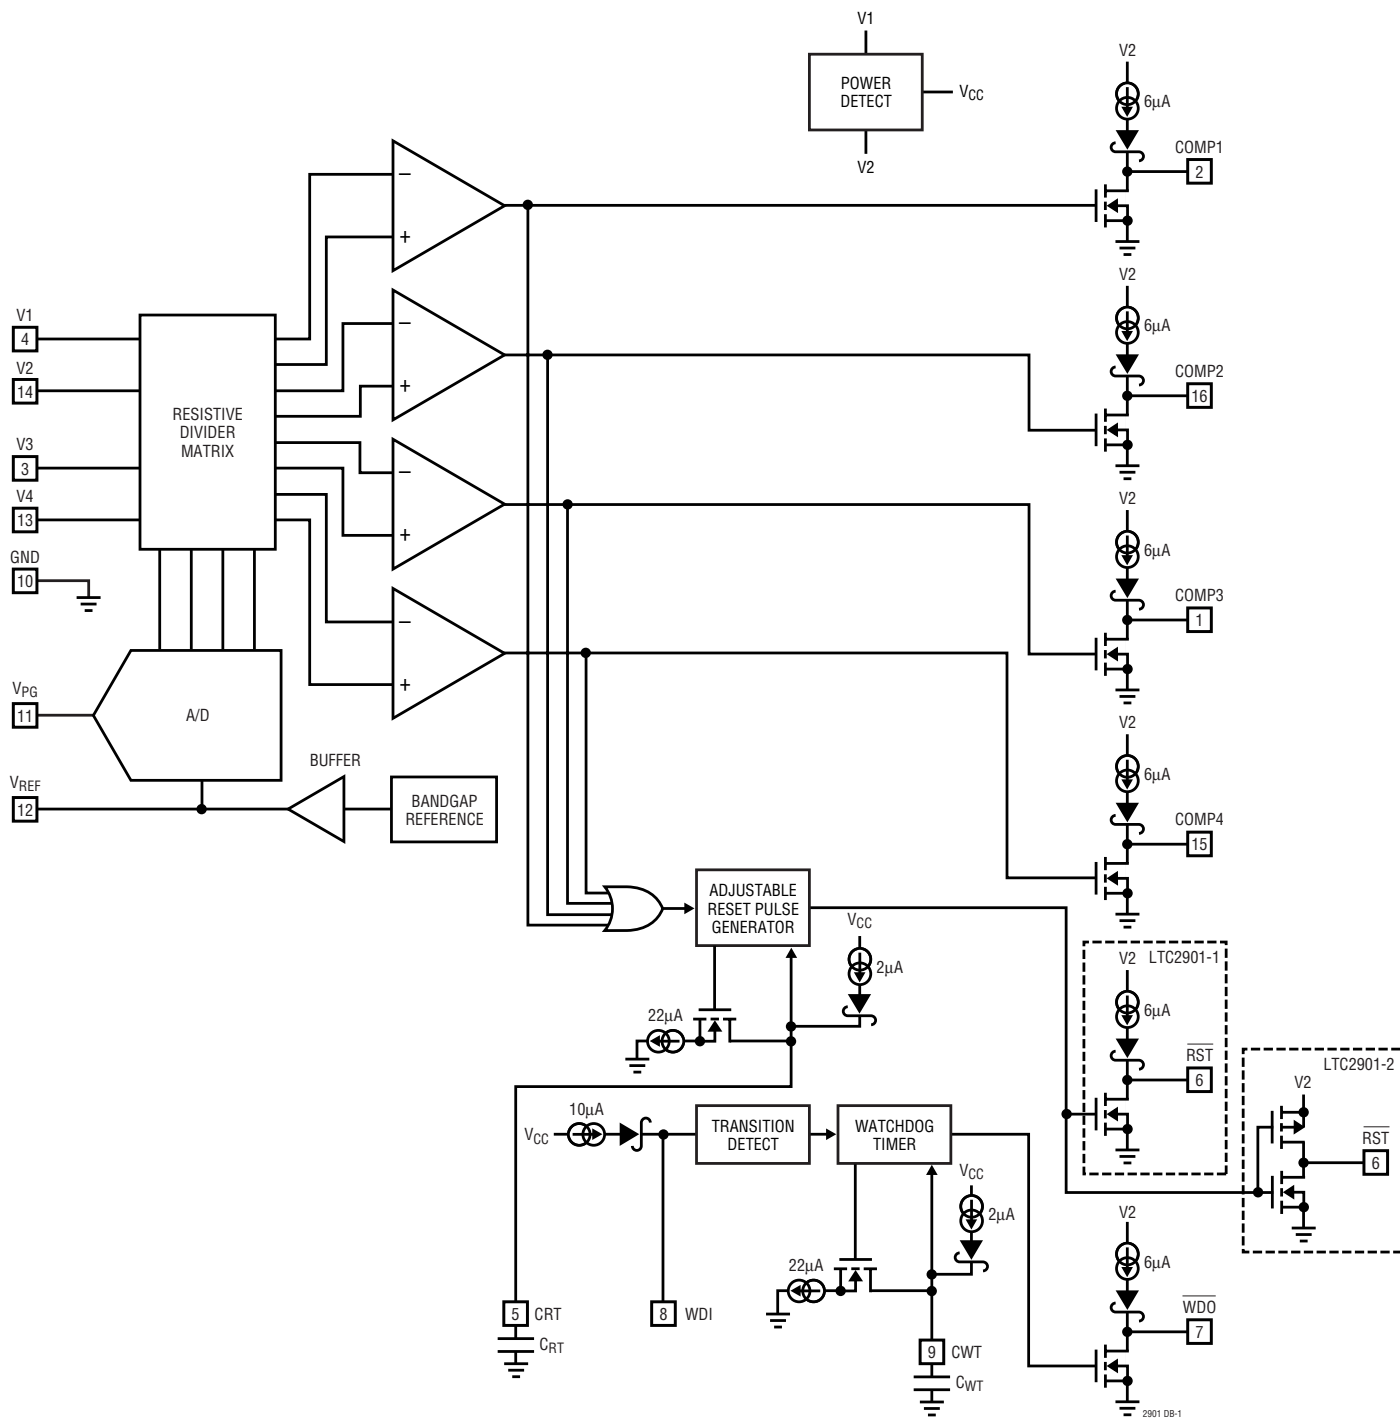 V1
POWER
DETECT
VCC
V2
V2
6µA
COMP1
2
−
+
V2
6µA
COMP2
16
−
+
V1
4
V2
14
V3
3
V4
13
GND
10
RESISTIVE
DIVIDER
MATRIX
−
+
V2
6µA
COMP3
1
−
+
VPG
11
A/D
VREF
12
BUFFER
BANDGAP
REFERENCE
V2
6µA
COMP4
15
ADJUSTABLE
RESET PULSE
GENERATOR
VCC
2µA
22µA
LTC2901-1
V2
6µA
RST
6
LTC2901-2
V2
RST
6
10µA
VCC
TRANSITION
DETECT
WATCHDOG
TIMER
VCC
2µA
22µA
V2
6µA
WDO
7
5 CRT
CRT
8 WDI
9 CWT
CWT
2901 DB-1